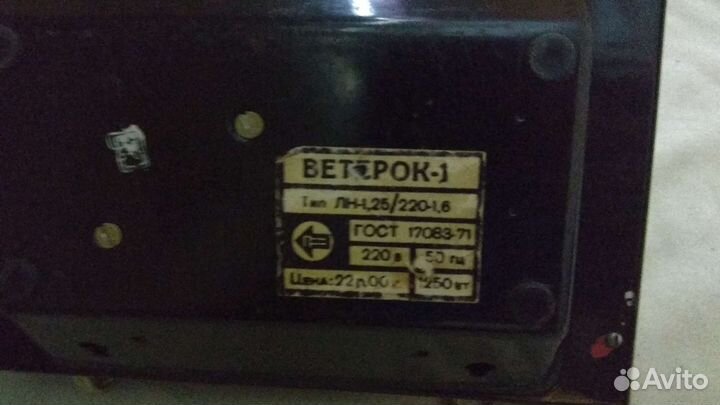 ВЕТЕРОК-1
Тип ЛН-1,25/220-1,6
ГОСТ 17083-71
220 в 50 гц
Цена: 22 р.00 к 1250 вт
Avito